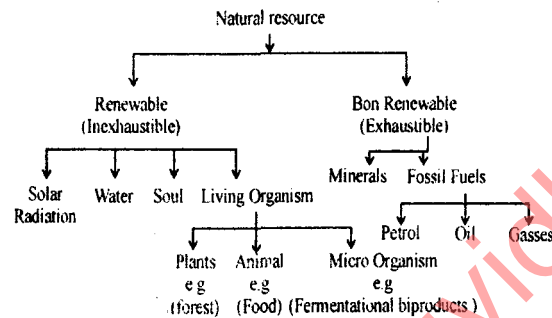 Natural resource
Renewable
(Inexhaustible)
Bon Renewable
(Exhaustible)
Solar
Radiation
Water
Soul
Living Organism
Minerals
Fossil Fuels
Plants
e.g
(forest)
Animal
e.g
(Food)
Micro Organism
e.g
(Fermentational biproducts )
Petrol
Oil
Gasses